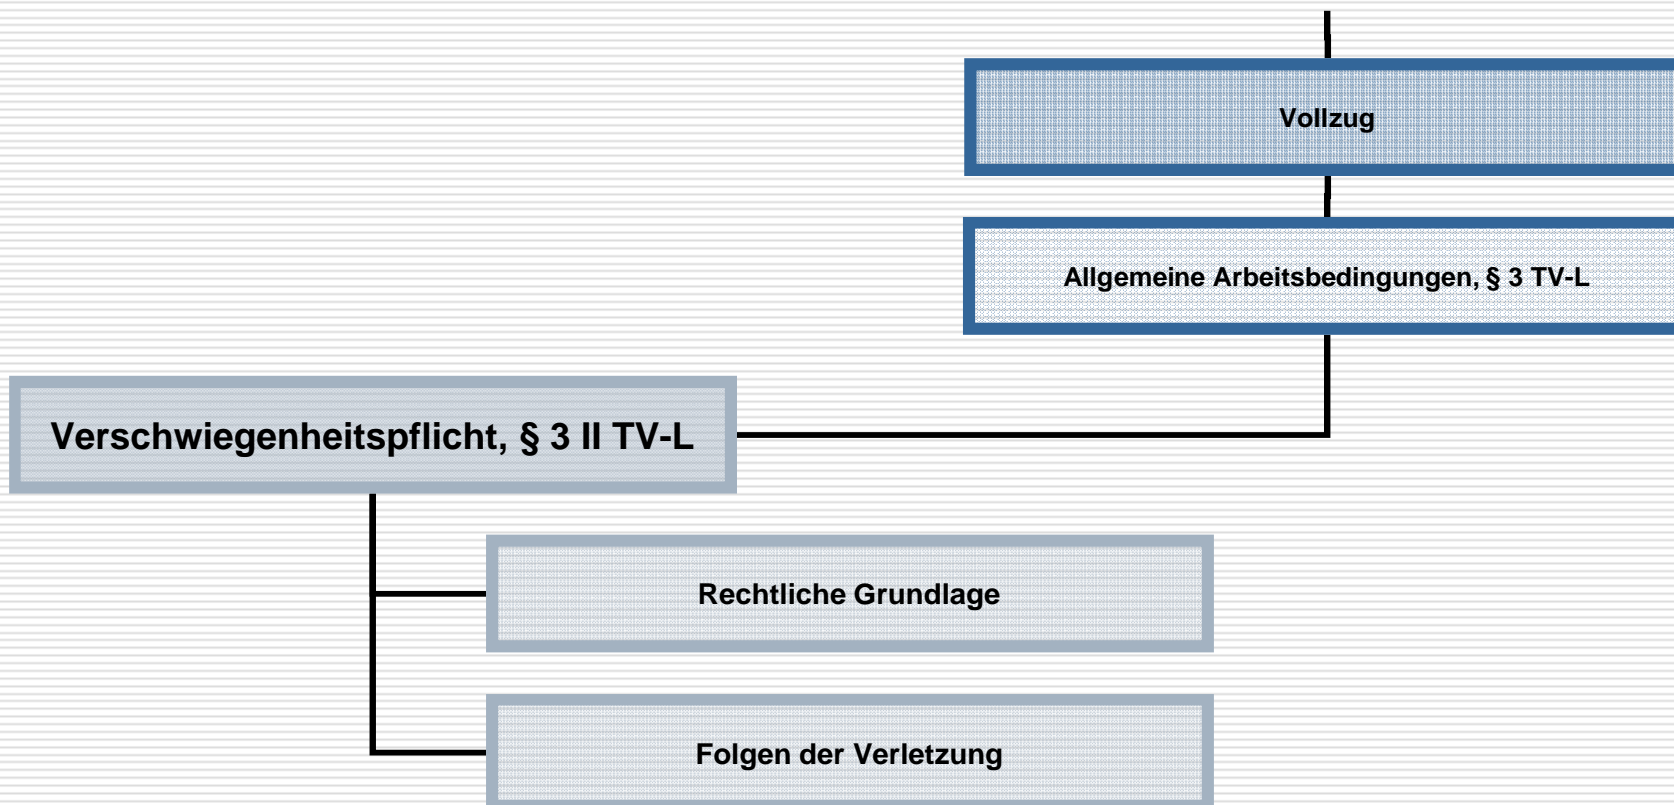 Vollzug
Allgemeine Arbeitsbedingungen, § 3 TV-L
Verschwiegenheitspflicht, § 3 II TV-L
Rechtliche Grundlage
Folgen der Verletzung